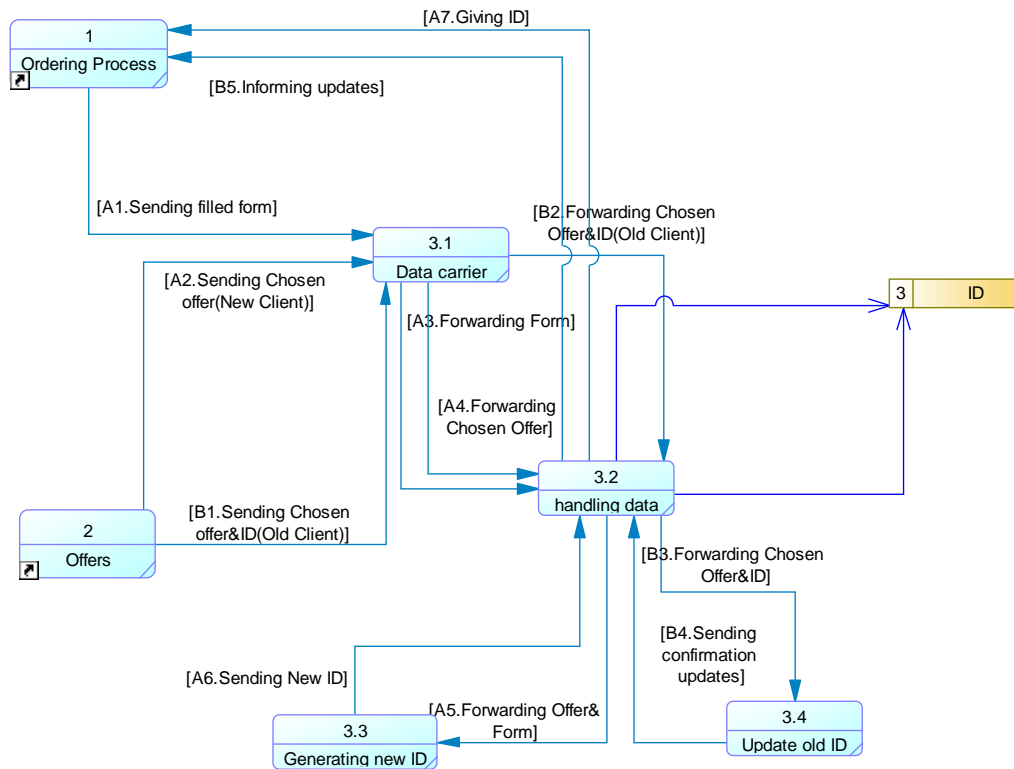 [A7.Giving ID]
1
Ordering Process
[B5.Informing updates]
[A1.Sending filled form]
[B2.Forwarding Chosen
Offer&ID(Old Client)]
3.1
Data carrier
[A2.Sending Chosen
offer(New Client)]
3
ID
[A3.Forwarding Form]
[A4.Forwarding
Chosen Offer]
3.2
handling data
[B1.Sending Chosen
offer&ID(Old Client)]
2
Offers
[B3.Forwarding Chosen
Offer&ID]
[B4.Sending
confirmation
updates]
[A6.Sending New ID]
[A5.Forwarding Offer&
Form]
3.3
Generating new ID
3.4
Update old ID